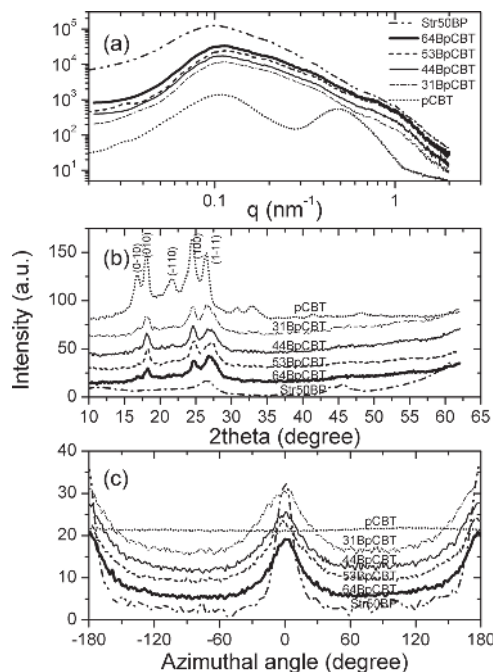 (a)
Str50BP
64BpCBT
53BpCBT
44BpCBT
31BpCBT
pCBT
10^5
10^4
10^3
10^2
10^1
0.1
1
q (nm^-1)
(b)
(0-10)
(010)
(-110)
(100)
(1-11)
150
100
50
0
pCBT
31BpCBT
44BpCBT
53BpCBT
64BpCBT
Str50BP
10 15 20 25 30 35 40 45 50 55 60 65
2theta (degree)
Intensity (a.u.)
(c)
40
30
20
10
0
pCBT
31BpCBT
44BpCBT
53BpCBT
64BpCBT
Str50BP
-180 -120 -60 0 60 120 180
Azimuthal angle (degree)